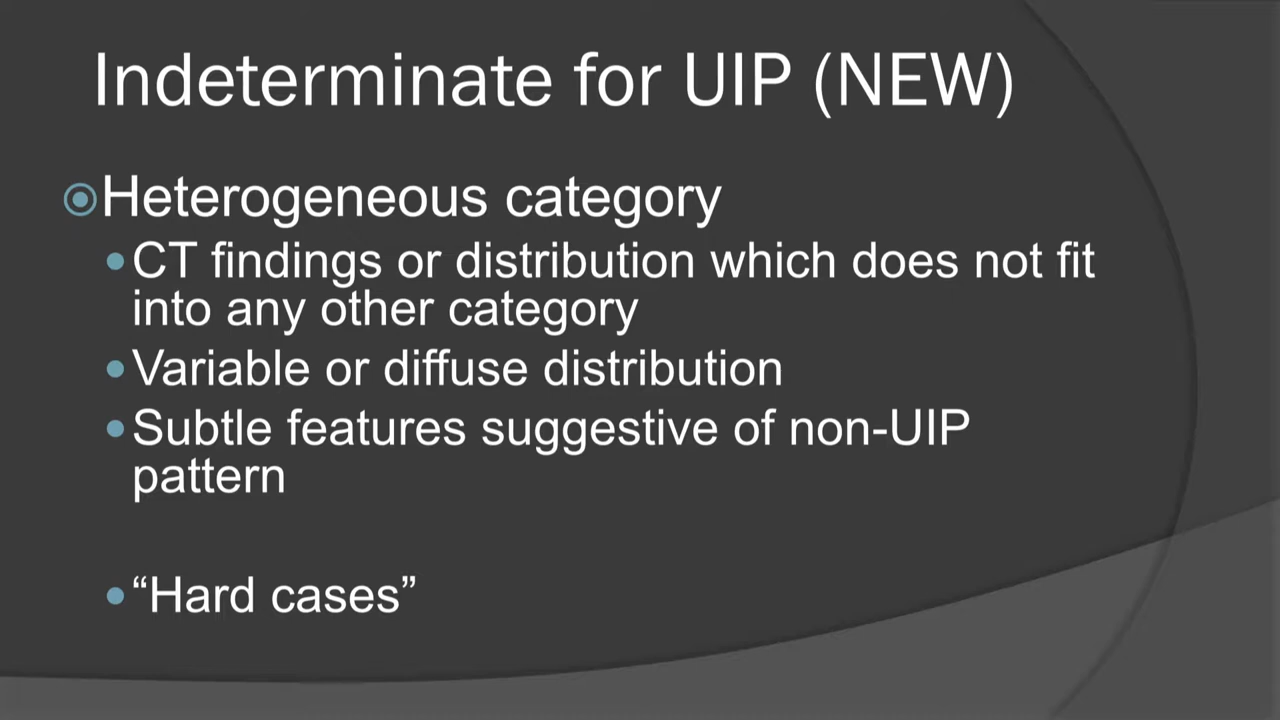 Indeterminate for UIP (NEW)
Heterogeneous category
CT findings or distribution which does not fit
into any other category
Variable or diffuse distribution
Subtle features suggestive of non-UIP
pattern
“Hard cases”